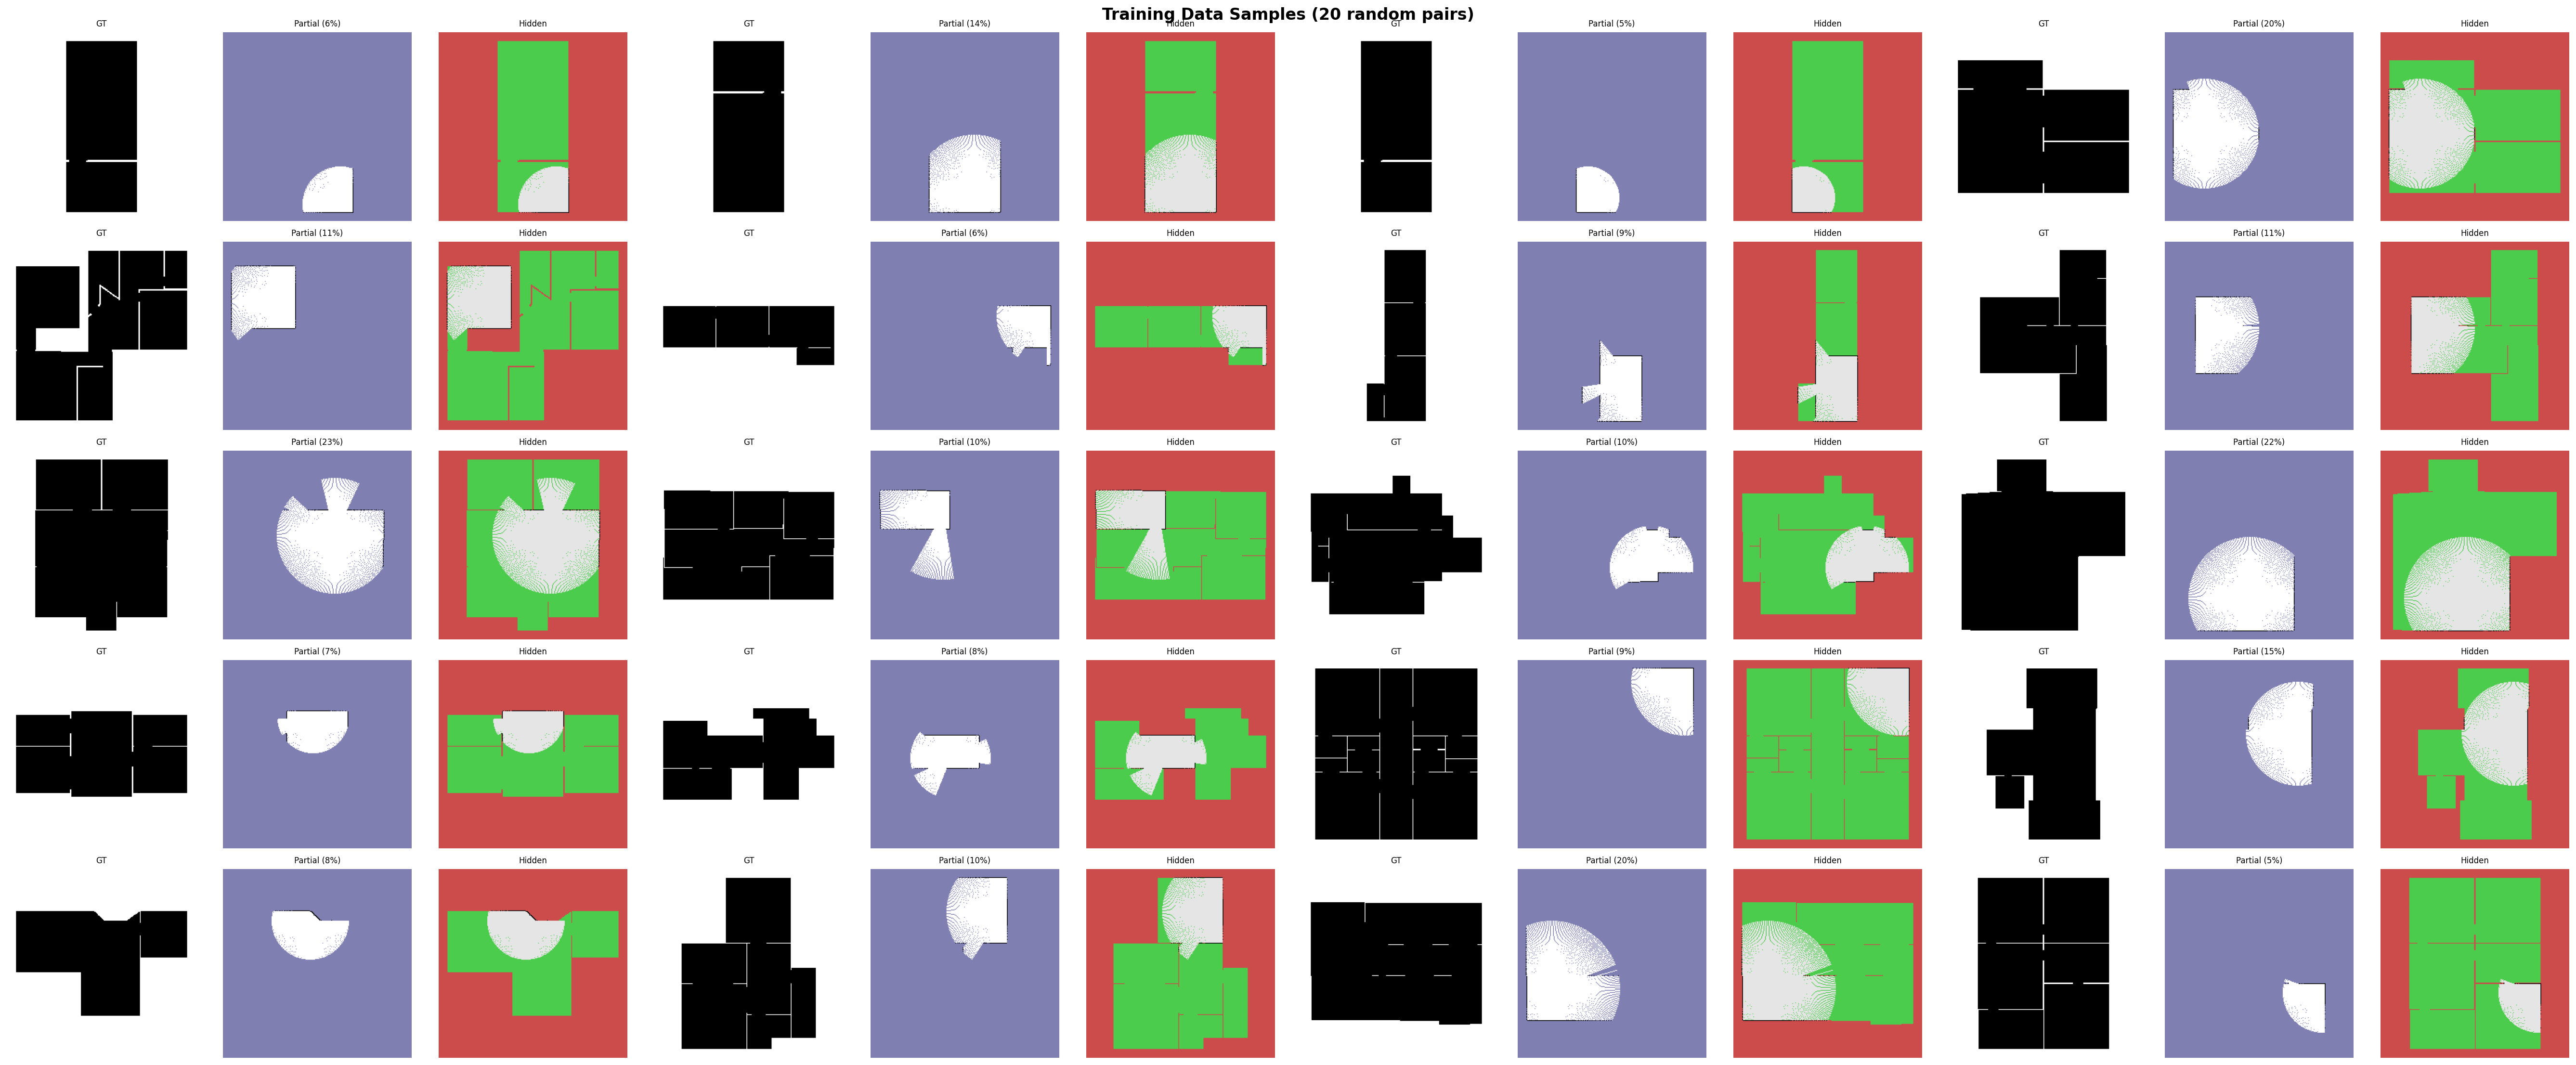 Training Data Samples (20 random pairs)
GT Partial (6%) Hidden GT Partial (14%) Hidden GT Partial (5%) Hidden GT Partial (20%) Hidden
GT Partial (11%) Hidden GT Partial (6%) Hidden GT Partial (9%) Hidden GT Partial (11%) Hidden
GT Partial (23%) Hidden GT Partial (10%) Hidden GT Partial (10%) Hidden GT Partial (22%) Hidden
GT Partial (7%) Hidden GT Partial (8%) Hidden GT Partial (9%) Hidden GT Partial (15%) Hidden
GT Partial (8%) Hidden GT Partial (10%) Hidden GT Partial (20%) Hidden GT Partial (5%) Hidden